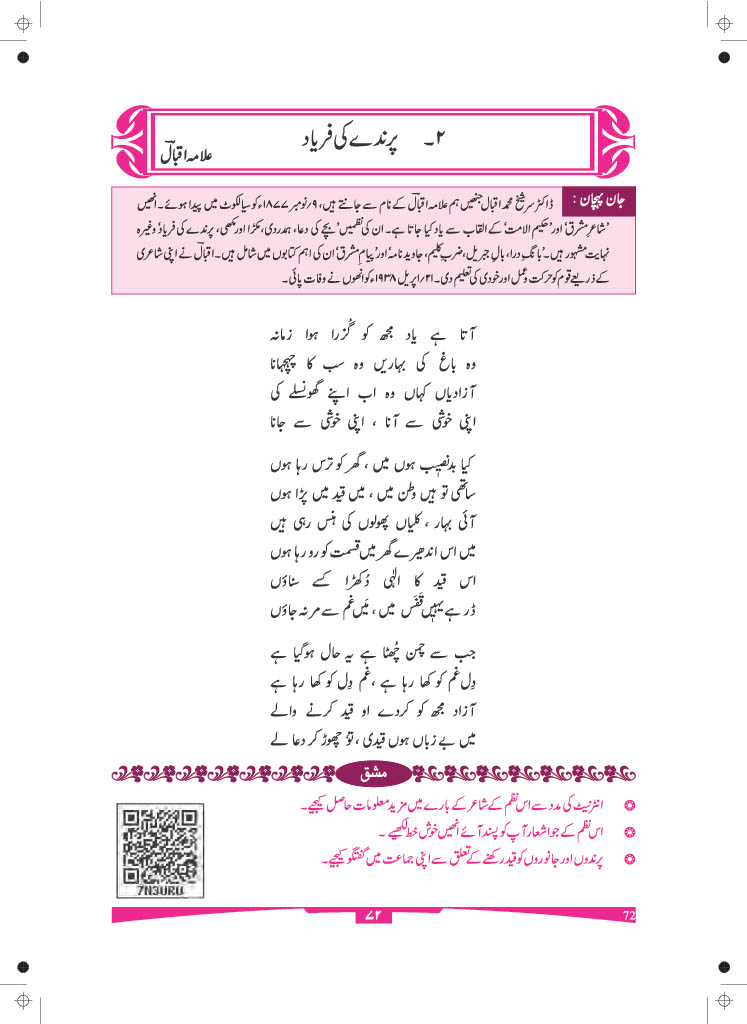 ۲۔ پرندے کی فریاد
علامہ اقبالؔ
جان پہچان :
ڈاکٹر سر شیخ محمد اقبال جنھیں ہم علامہ اقبالؔ کے نام سے جانتے ہیں، ۹؍نومبر ۱۸۷۷ء کو سیالکوٹ میں پیدا ہوئے۔ انھیں
’شاعرِ مشرق‘ اور ’حکیم الامت‘ کے القاب سے یاد کیا جاتا ہے۔ ان کی نظمیں ’بچے کی دعا، ہمدردی، مکڑا اور مکھی، پرندے کی فریاد‘ وغیرہ
نہایت مشہور ہیں۔ ’بانگِ درا، بالِ جبریل، ضربِ کلیم، جاوید نامہ‘ اور ’پیامِ مشرق‘ ان کی اہم کتابوں میں شامل ہیں۔ اقبالؔ نے اپنی شاعری
کے ذریعے قوم کو حرکت و عمل اور خودی کی تعلیم دی۔ ۲۱؍اپریل ۱۹۳۸ء کو انھوں نے وفات پائی۔
آتا ہے یاد مجھ کو گُزرا ہوا زمانہ
وہ باغ کی بہاریں وہ سب کا چہچہانا
آزادیاں کہاں وہ اب اپنے گھونسلے کی
اپنی خوشی سے آنا ، اپنی خوشی سے جانا
کیا بدنصیب ہوں میں ، گھر کو ترس رہا ہوں
ساتھی تو ہیں وطن میں ، میں قید میں پڑا ہوں
آئی بہار ، کلیاں پھولوں کی ہنس رہی ہیں
میں اس اندھیرے گھر میں قسمت کو رو رہا ہوں
اس قید کا الٰہی دُکھڑا کسے سناؤں
ڈر ہے یہیں قَفَس میں ، مَیں غم سے مر نہ جاؤں
جب سے چمن چُھٹا ہے یہ حال ہوگیا ہے
دِل غم کو کھا رہا ہے ، غم دِل کو کھا رہا ہے
آزاد مجھ کو کردے او قید کرنے والے
میں بے زباں ہوں قیدی ، تو ٗ چھوڑ کر دعا لے
مشق
انٹرنیٹ کی مدد سے اس نظم کے شاعر کے بارے میں مزید معلومات حاصل کیجیے۔
اس نظم کے جو اشعار آپ کو پسند آئے انھیں خوش خط لکھیے ۔
پرندوں اور جانوروں کو قید رکھنے کے تعلق سے اپنی جماعت میں گفتگو کیجیے۔
7N3URU
۷۲
72